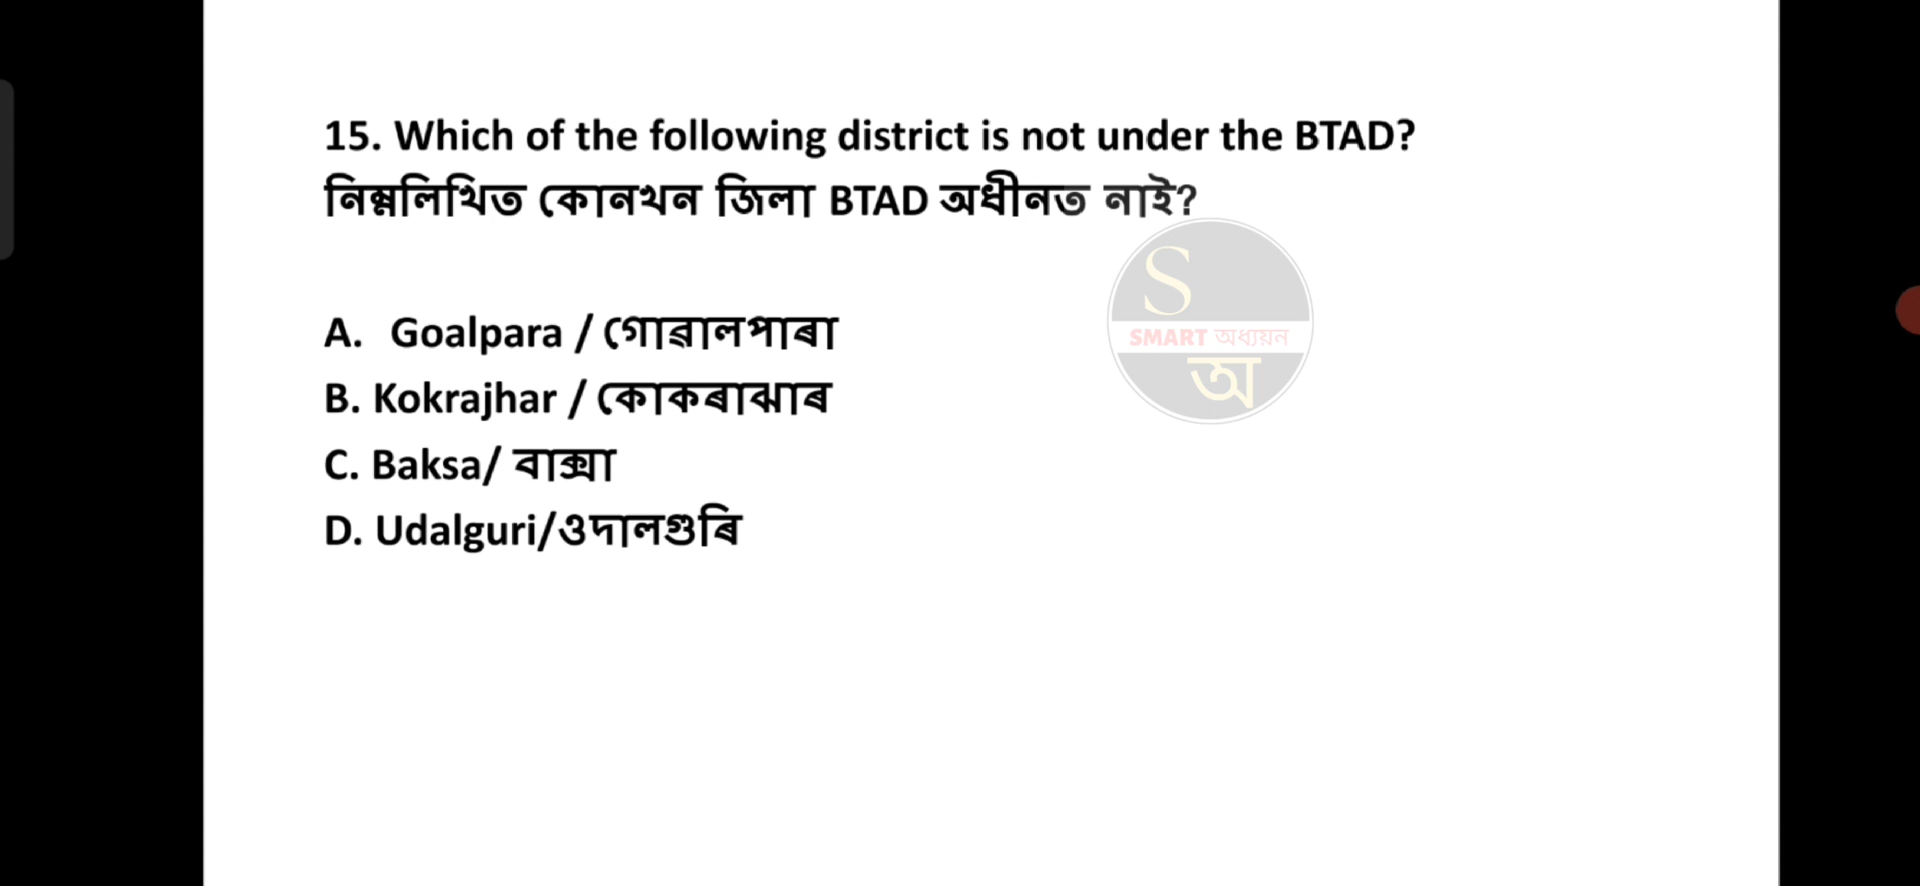 15. Which of the following district is not under the BTAD?
নিম্নলিখিত কোনখন জিলা BTAD অধীনত নাই?
S
SMART অধ্যয়ন
অ
A. Goalpara / গোৱালপাৰা
B. Kokrajhar / কোকৰাঝাৰ
C. Baksa/ বাক্সা
D. Udalguri/ওদালগুৰি